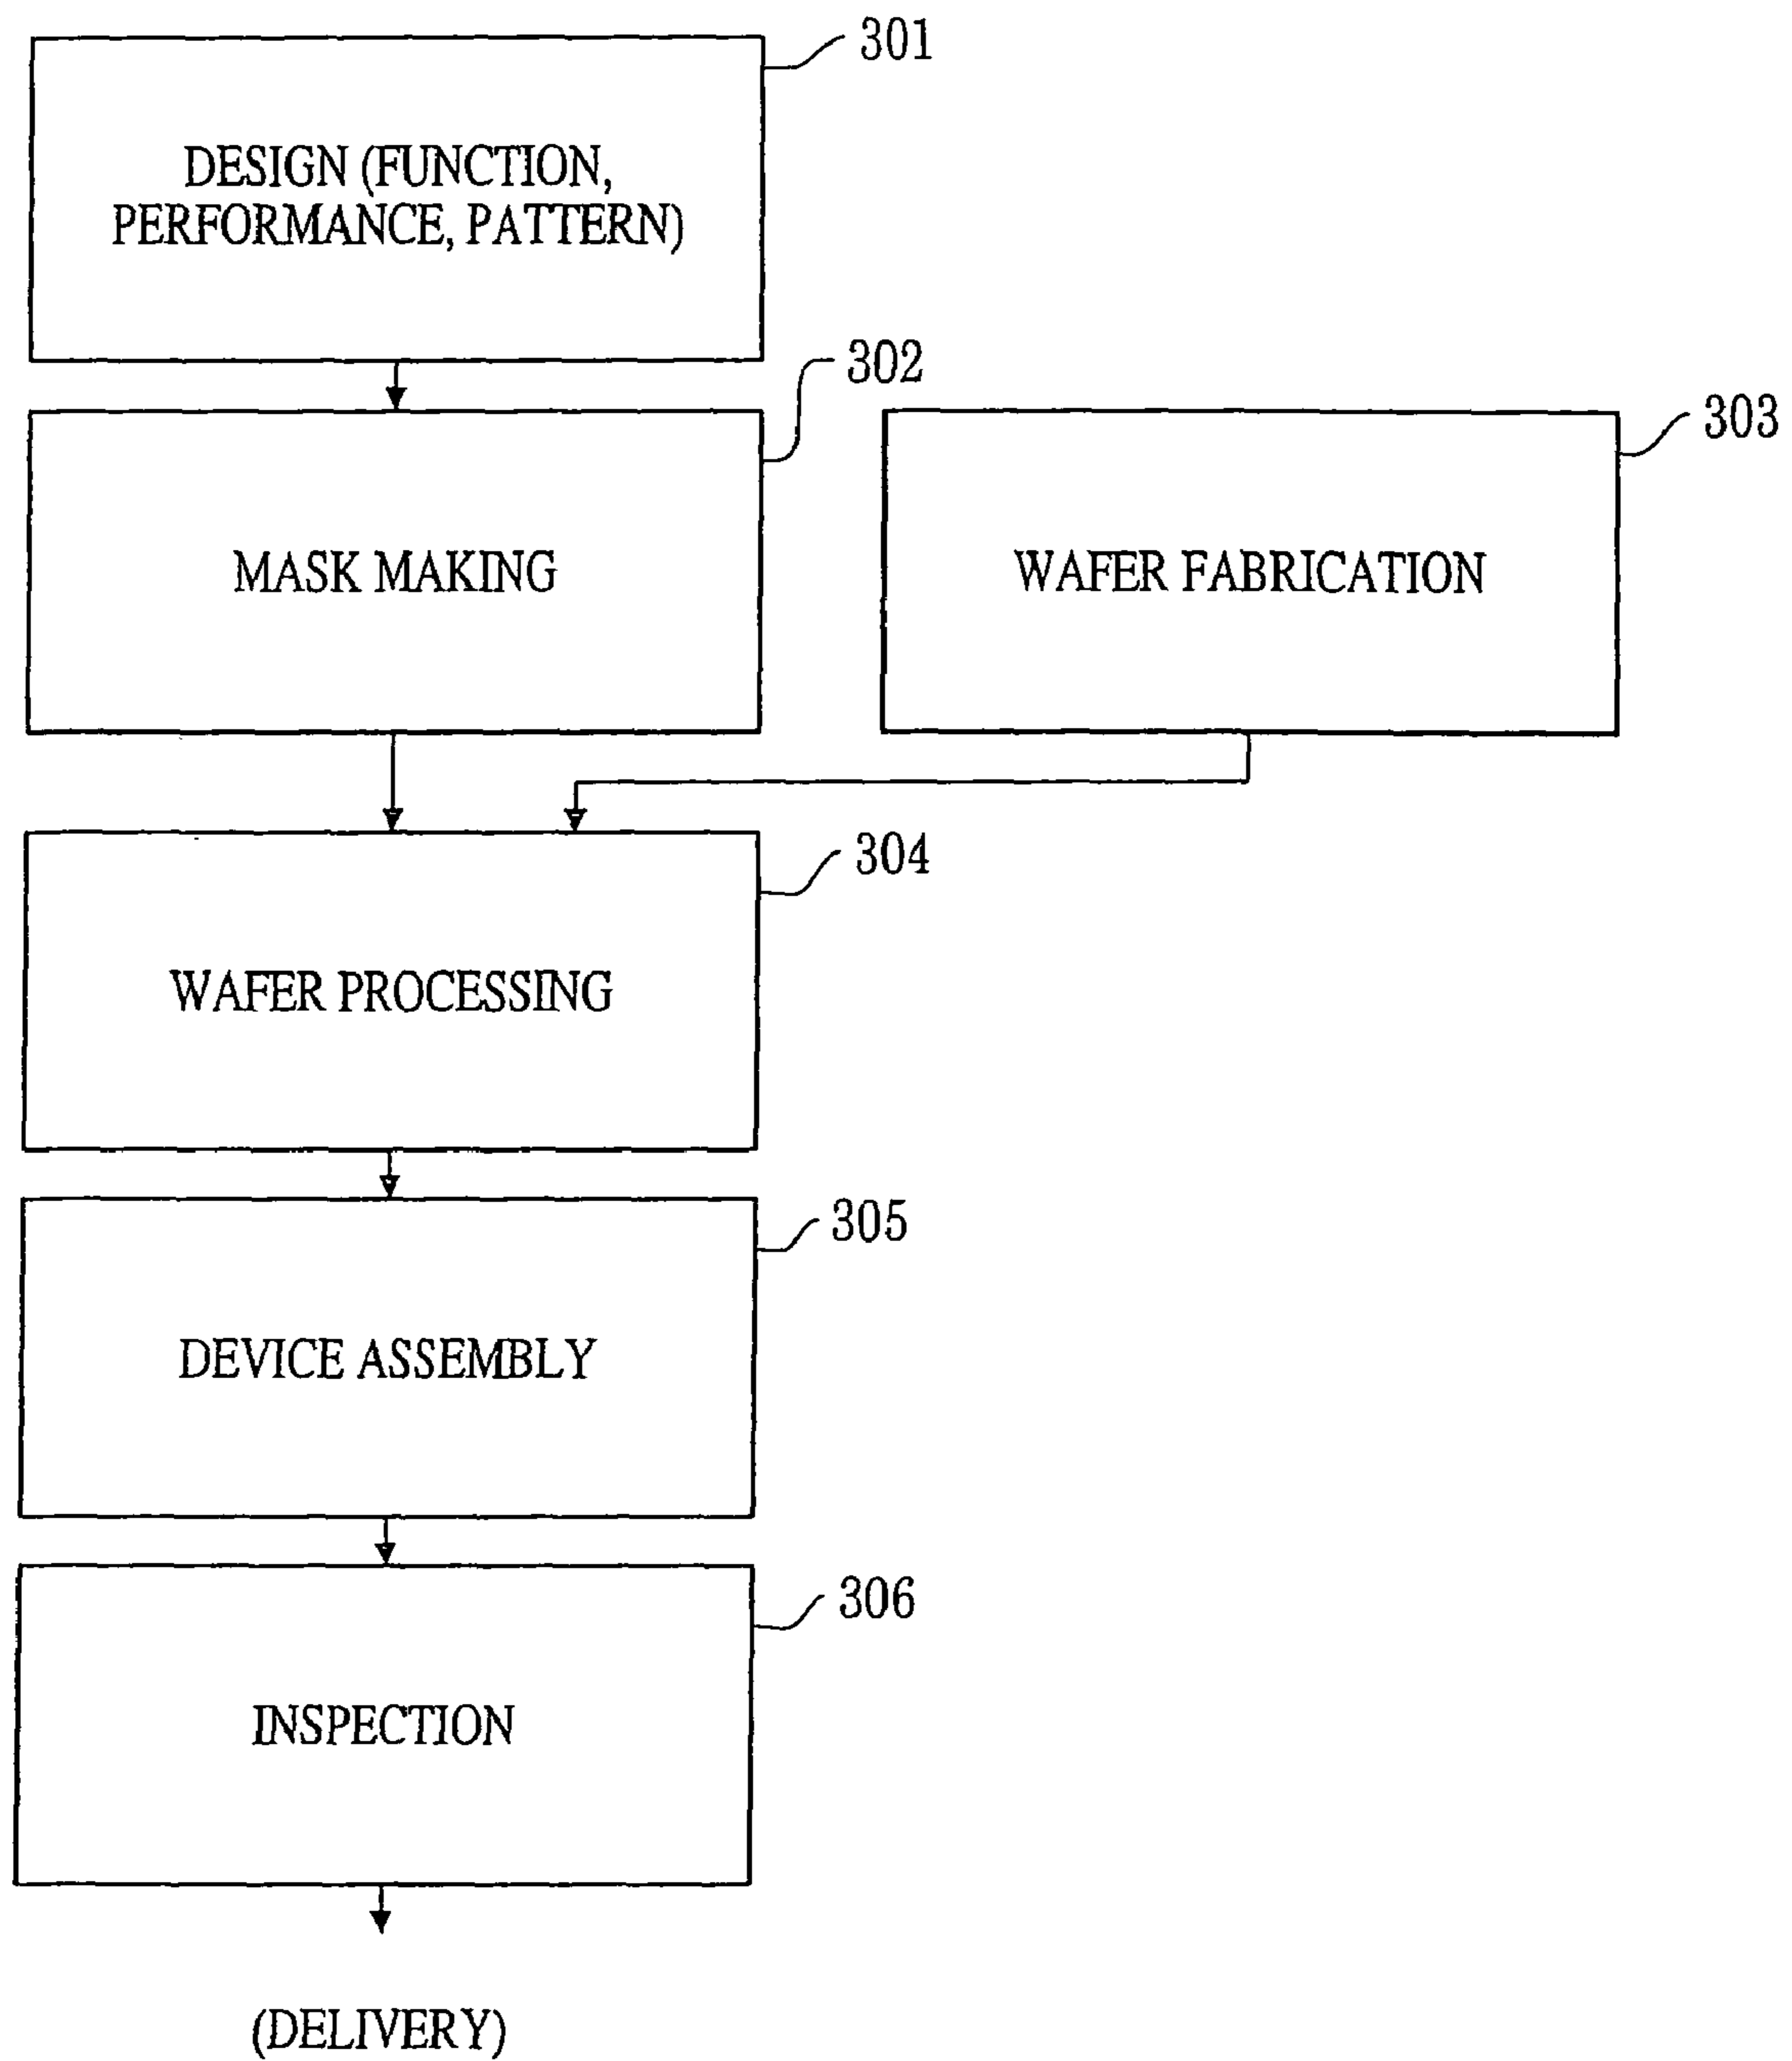 301
DESIGN (FUNCTION,
PERFORMANCE, PATTERN)
302
MASK MAKING
303
WAFER FABRICATION
304
WAFER PROCESSING
305
DEVICE ASSEMBLY
306
INSPECTION
(DELIVERY)